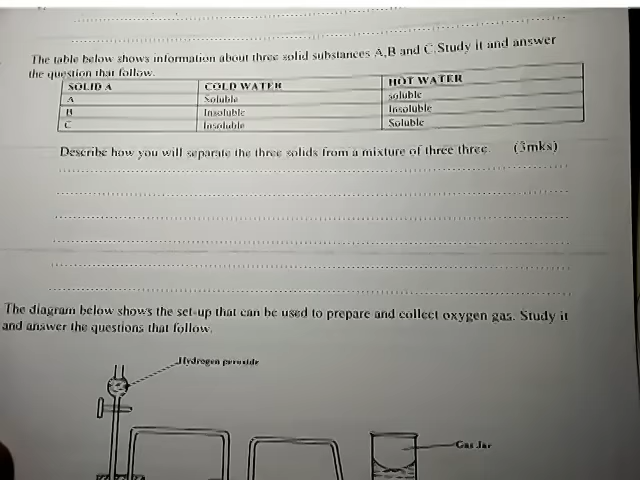 The table below shows information about three solid substances A,B and C.Study it and answer
the question that follow.
SOLID A COLD WATER HOT WATER
A Soluble soluble
B Insoluble Insoluble
C Insoluble Soluble
Describe how you will separate the three solids from a mixture of three three. (3mks)
The diagram below shows the set-up that can be used to prepare and collect oxygen gas. Study it
and answer the questions that follow.
Hydrogen peroxide
Gas Jar